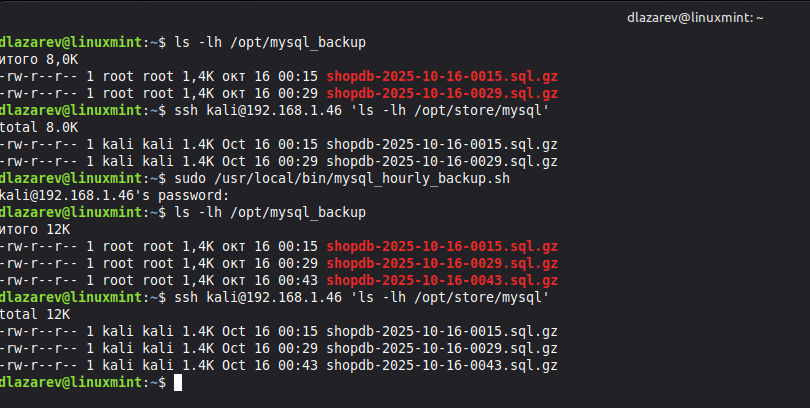 dlazarev@linuxmint: ~
dlazarev@linuxmint:~$ ls -lh /opt/mysql_backup
итого 8,0K
-rw-r--r-- 1 root root 1,4K окт 16 00:15 shopdb-2025-10-16-0015.sql.gz
-rw-r--r-- 1 root root 1,4K окт 16 00:29 shopdb-2025-10-16-0029.sql.gz
dlazarev@linuxmint:~$ ssh kali@192.168.1.46 'ls -lh /opt/store/mysql'
total 8.0K
-rw-r--r-- 1 kali kali 1.4K Oct 16 00:15 shopdb-2025-10-16-0015.sql.gz
-rw-r--r-- 1 kali kali 1.4K Oct 16 00:29 shopdb-2025-10-16-0029.sql.gz
dlazarev@linuxmint:~$ sudo /usr/local/bin/mysql_hourly_backup.sh
kali@192.168.1.46's password:
dlazarev@linuxmint:~$ ls -lh /opt/mysql_backup
итого 12K
-rw-r--r-- 1 root root 1,4K окт 16 00:15 shopdb-2025-10-16-0015.sql.gz
-rw-r--r-- 1 root root 1,4K окт 16 00:29 shopdb-2025-10-16-0029.sql.gz
-rw-r--r-- 1 root root 1,4K окт 16 00:43 shopdb-2025-10-16-0043.sql.gz
dlazarev@linuxmint:~$ ssh kali@192.168.1.46 'ls -lh /opt/store/mysql'
total 12K
-rw-r--r-- 1 kali kali 1.4K Oct 16 00:15 shopdb-2025-10-16-0015.sql.gz
-rw-r--r-- 1 kali kali 1.4K Oct 16 00:29 shopdb-2025-10-16-0029.sql.gz
-rw-r--r-- 1 kali kali 1.4K Oct 16 00:43 shopdb-2025-10-16-0043.sql.gz
dlazarev@linuxmint:~$